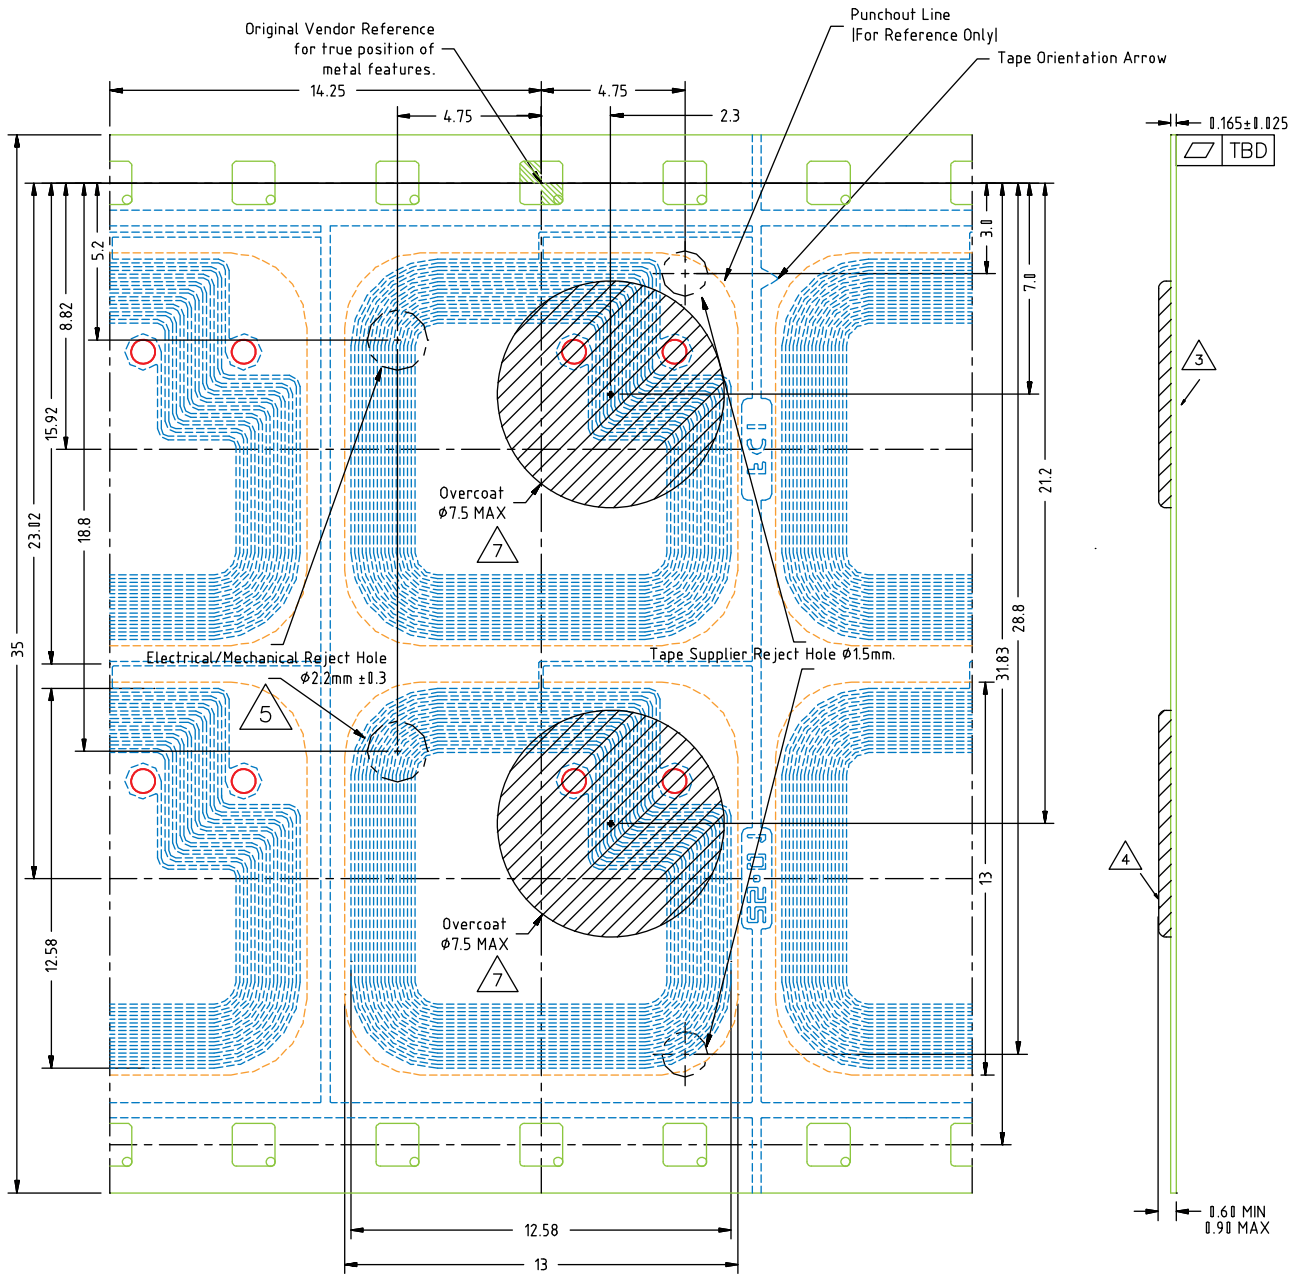 Original Vendor Reference
for true position of
metal features.
Punchout Line
|For Reference Only|
Tape Orientation Arrow
14.25
4.75
4.75
2.3
0.165±0.025
TBD
5.2
8.82
15.92
18.8
23.02
35
12.58
3.0
7.0
21.2
28.8
31.83
13
3
4
Overcoat
Ø7.5 MAX
7
Electrical/Mechanical Reject Hole
Ø2.2mm ±0.3
5
Tape Supplier Reject Hole Ø1.5mm.
Overcoat
Ø7.5 MAX
7
12.58
13
0.60 MIN
0.90 MAX